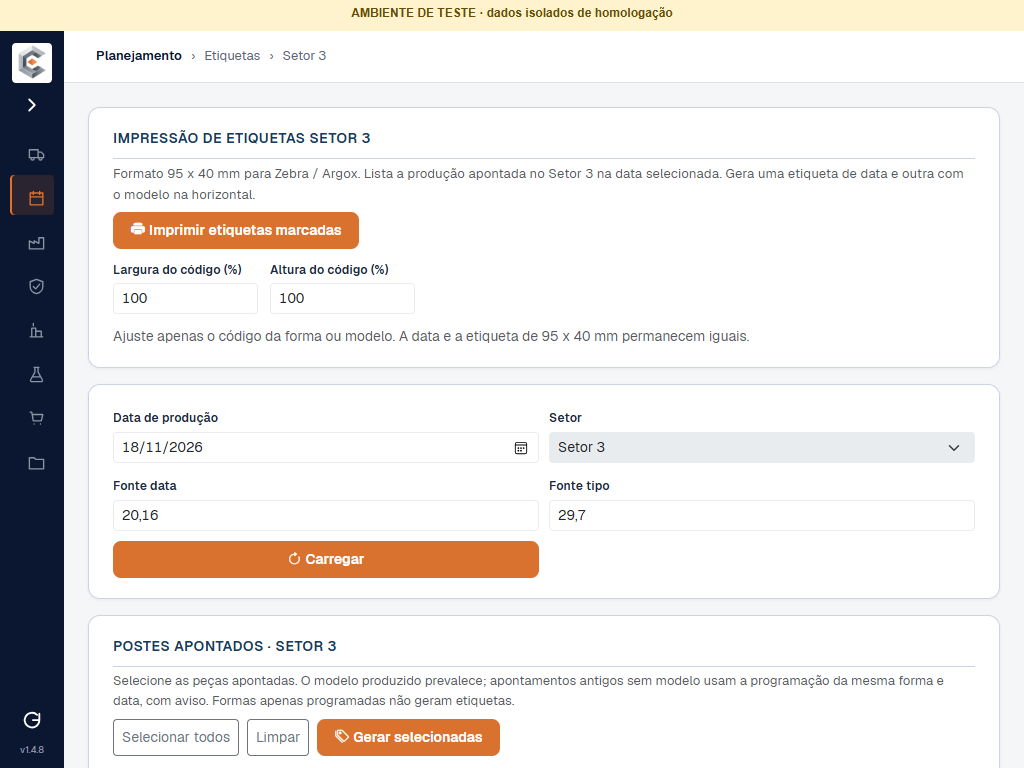 AMBIENTE DE TESTE · dados isolados de homologação
Planejamento › Etiquetas › Setor 3
IMPRESSÃO DE ETIQUETAS SETOR 3
Formato 95 x 40 mm para Zebra / Argox. Lista a produção apontada no Setor 3 na data selecionada. Gera uma etiqueta de data e outra com
o modelo na horizontal.
Imprimir etiquetas marcadas
Largura do código (%) Altura do código (%)
100 100
Ajuste apenas o código da forma ou modelo. A data e a etiqueta de 95 x 40 mm permanecem iguais.
Data de produção Setor
18/11/2026 Setor 3
Fonte data Fonte tipo
20,16 29,7
Carregar
POSTES APONTADOS · SETOR 3
Selecione as peças apontadas. O modelo produzido prevalece; apontamentos antigos sem modelo usam a programação da mesma forma e
data, com aviso. Formas apenas programadas não geram etiquetas.
Selecionar todos Limpar Gerar selecionadas
v1.4.8